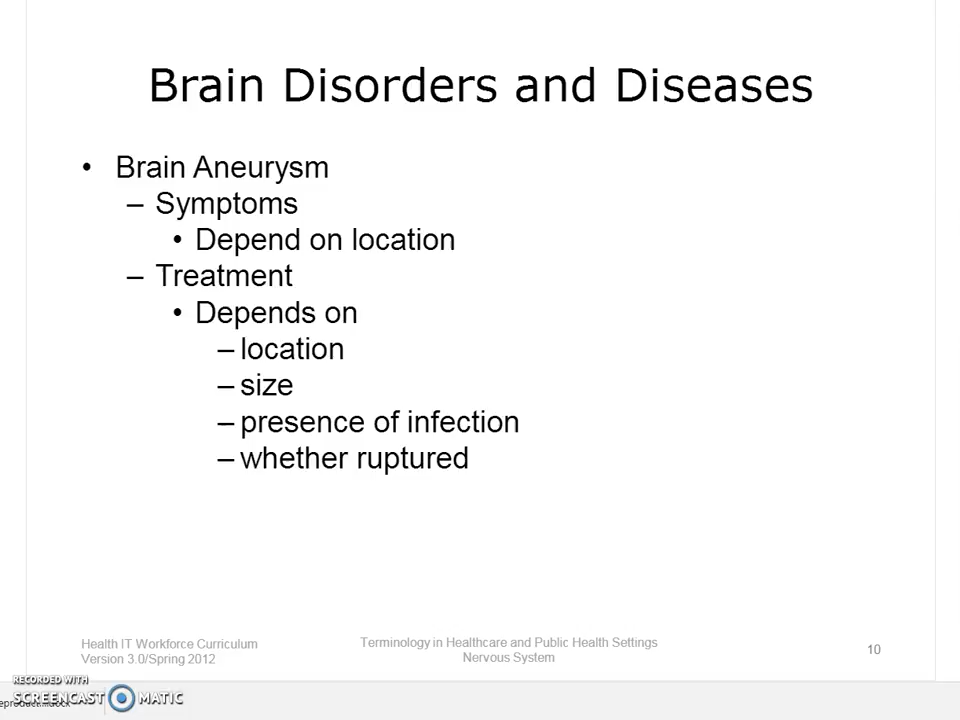 Brain Disorders and Diseases
• Brain Aneurysm
– Symptoms
• Depend on location
– Treatment
• Depends on
– location
– size
– presence of infection
– whether ruptured
Health IT Workforce Curriculum
Version 3.0/Spring 2012
Terminology in Healthcare and Public Health Settings
Nervous System
10
RECORDED WITH
SCREENCAST MATIC